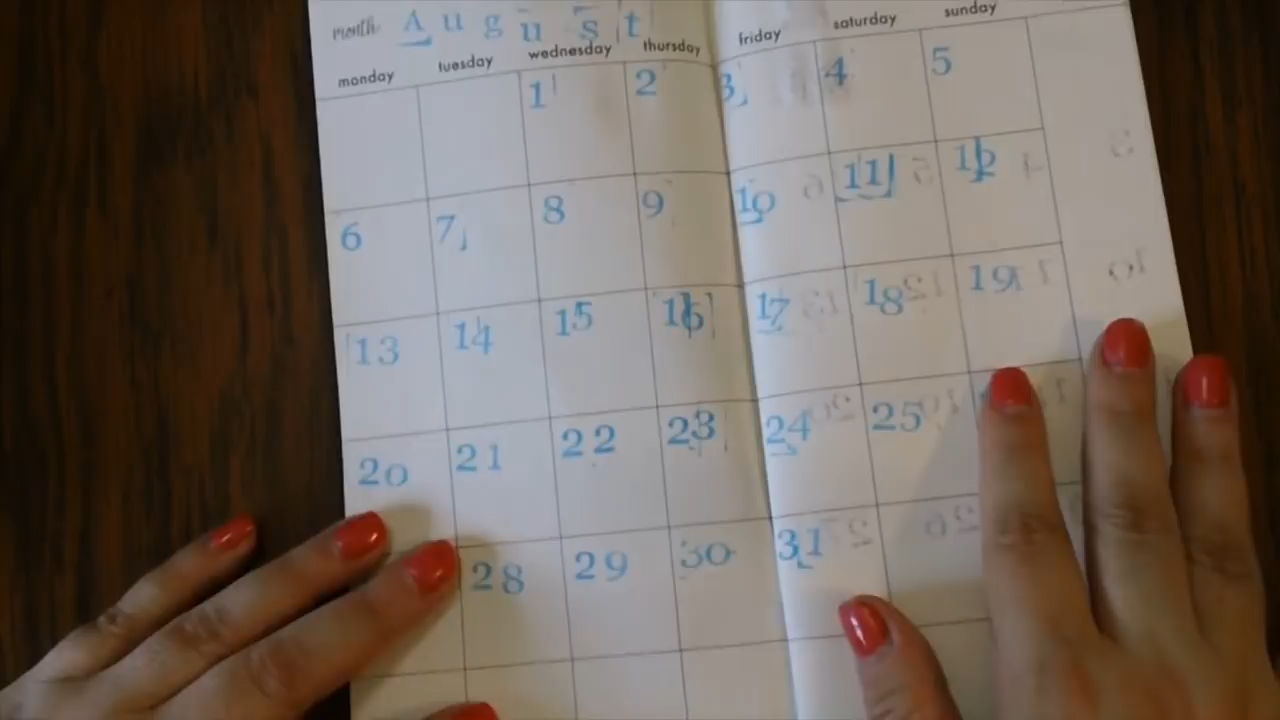 month: August
monday tuesday wednesday thursday friday saturday sunday
1 2 3 4 5
6 7 8 9 10 11 12
13 14 15 16 17 18 19
20 21 22 23 24 25
28 29 30 31